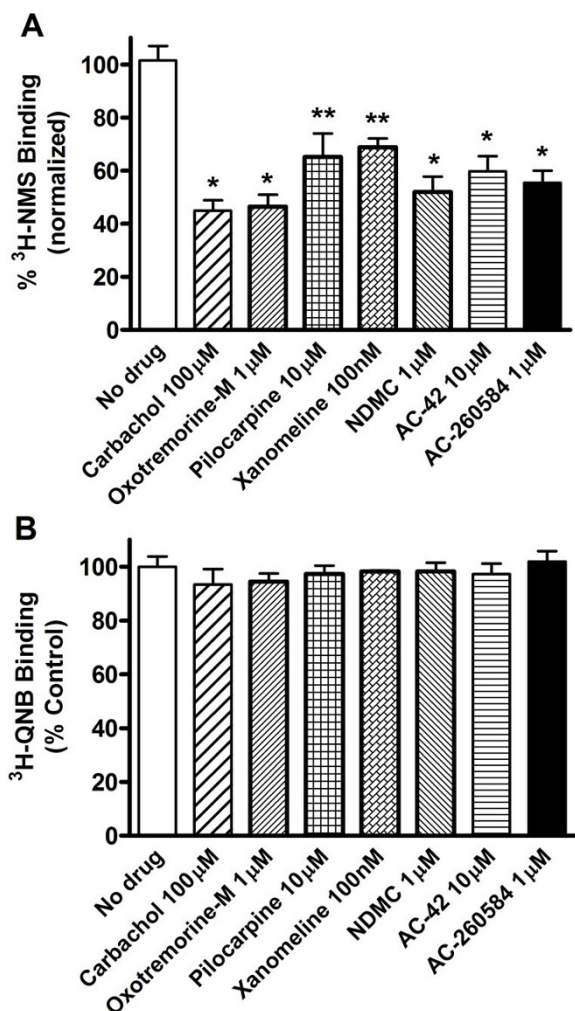 A
% ³H-NMS Binding
(normalized)
100
80
60
40
20
0
*
*
**
**
*
*
*
No drug
Carbachol 100µM
Oxotremorine-M 1µM
Pilocarpine 10µM
Xanomeline 100nM
NDMC 1µM
AC-42 10µM
AC-260584 1µM
B
³H-QNB Binding
(% Control)
100
80
60
40
20
0
No drug
Carbachol 100µM
Oxotremorine-M 1µM
Pilocarpine 10µM
Xanomeline 100nM
NDMC 1µM
AC-42 10µM
AC-260584 1µM